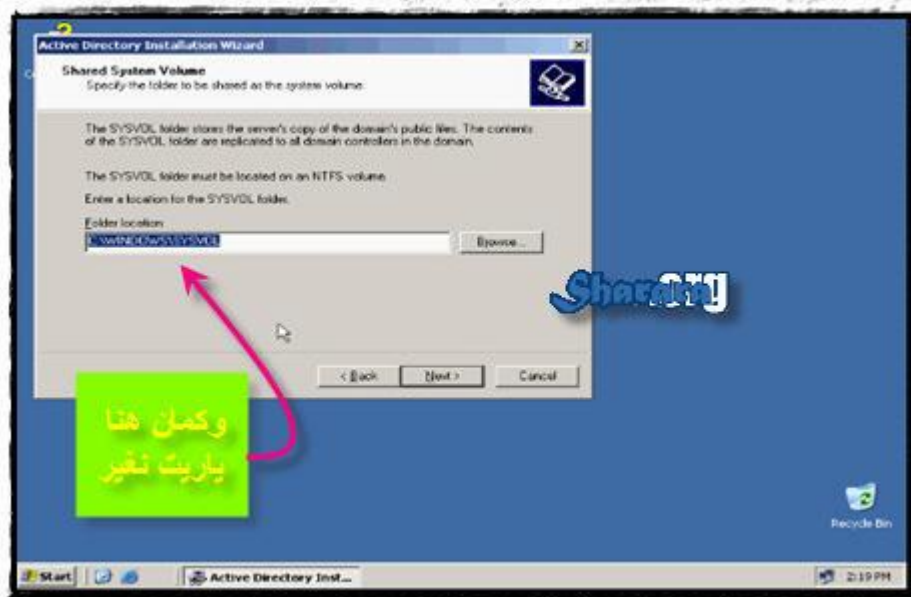 Active Directory Installation Wizard
Shared System Volume
Specify the folder to be shared as the system volume.
The SYSVOL folder stores the server's copy of the domain's public files. The contents
of the SYSVOL folder are replicated to all domain controllers in the domain.
The SYSVOL folder must be located on an NTFS volume.
Enter a location for the SYSVOL folder.
Folder location:
C:\WINDOWS\SYSVOL
Browse...
Sharara
org
< Back
Next >
Cancel
وكمان هنا
ياريت نغير
Recycle Bin
Start
Active Directory Inst...
2:19 PM